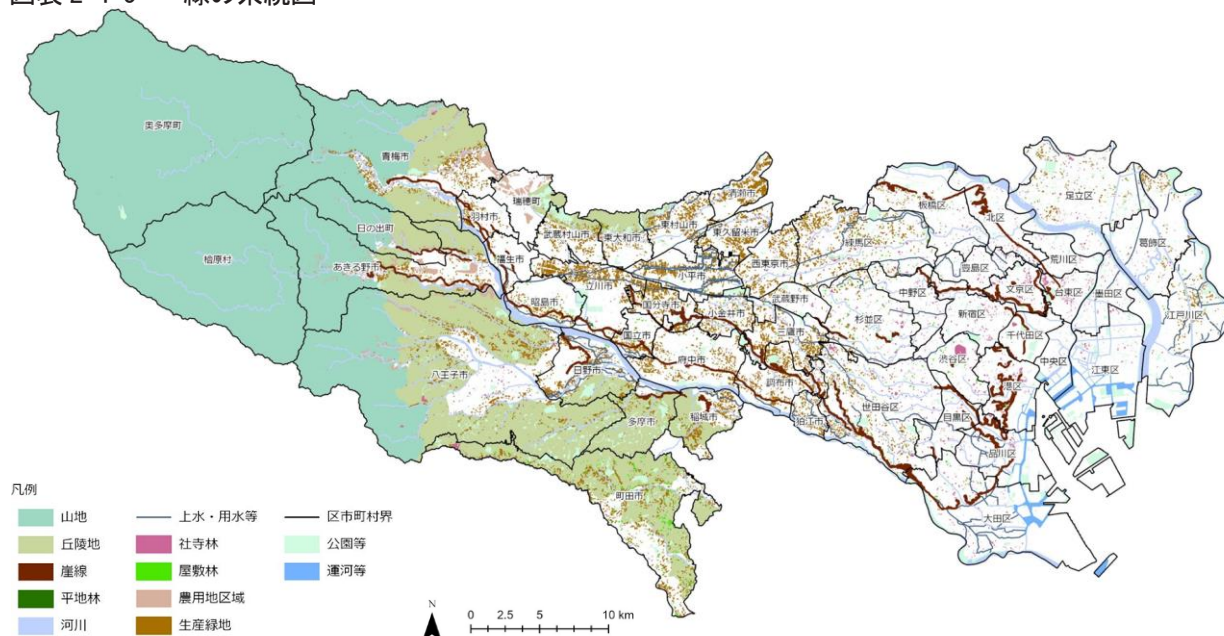 奥多摩町
青梅市
瑞穂町
羽村市
日の出町
檜原村
あきる野市
福生市
武蔵村山市
東大和市
東村山市
清瀬市
東久留米市
西東京市
小平市
立川市
昭島市
国分寺市
小金井市
武蔵野市
三鷹市
国立市
府中市
調布市
狛江市
日野市
八王子市
多摩市
稲城市
町田市
練馬区
板橋区
北区
足立区
葛飾区
荒川区
豊島区
文京区
台東区
墨田区
江戸川区
中野区
杉並区
新宿区
千代田区
渋谷区
中央区
江東区
港区
世田谷区
目黒区
品川区
大田区
凡例
山地
丘陵地
崖線
平地林
河川
上水・用水等
社寺林
屋敷林
農用地区域
生産緑地
区市町村界
公園等
運河等
N
0 2.5 5 10 km